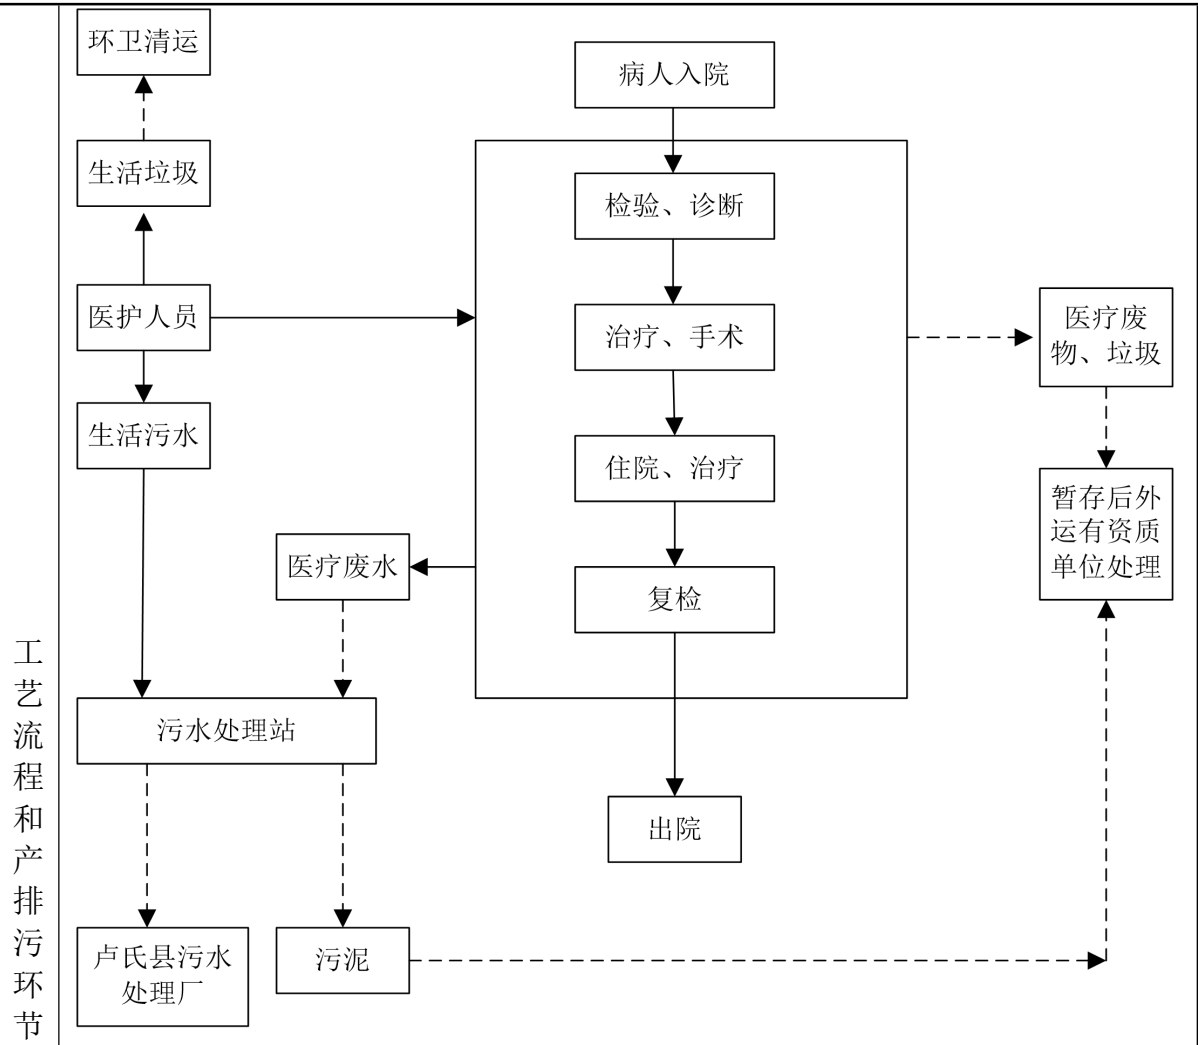 环卫清运
病人入院
生活垃圾
检验、诊断
医护人员
治疗、手术
医疗废
物、垃圾
生活污水
住院、治疗
暂存后外
运有资质
单位处理
医疗废水
复检
污水处理站
出院
卢氏县污水
处理厂
污泥
工艺流程和产排污环节